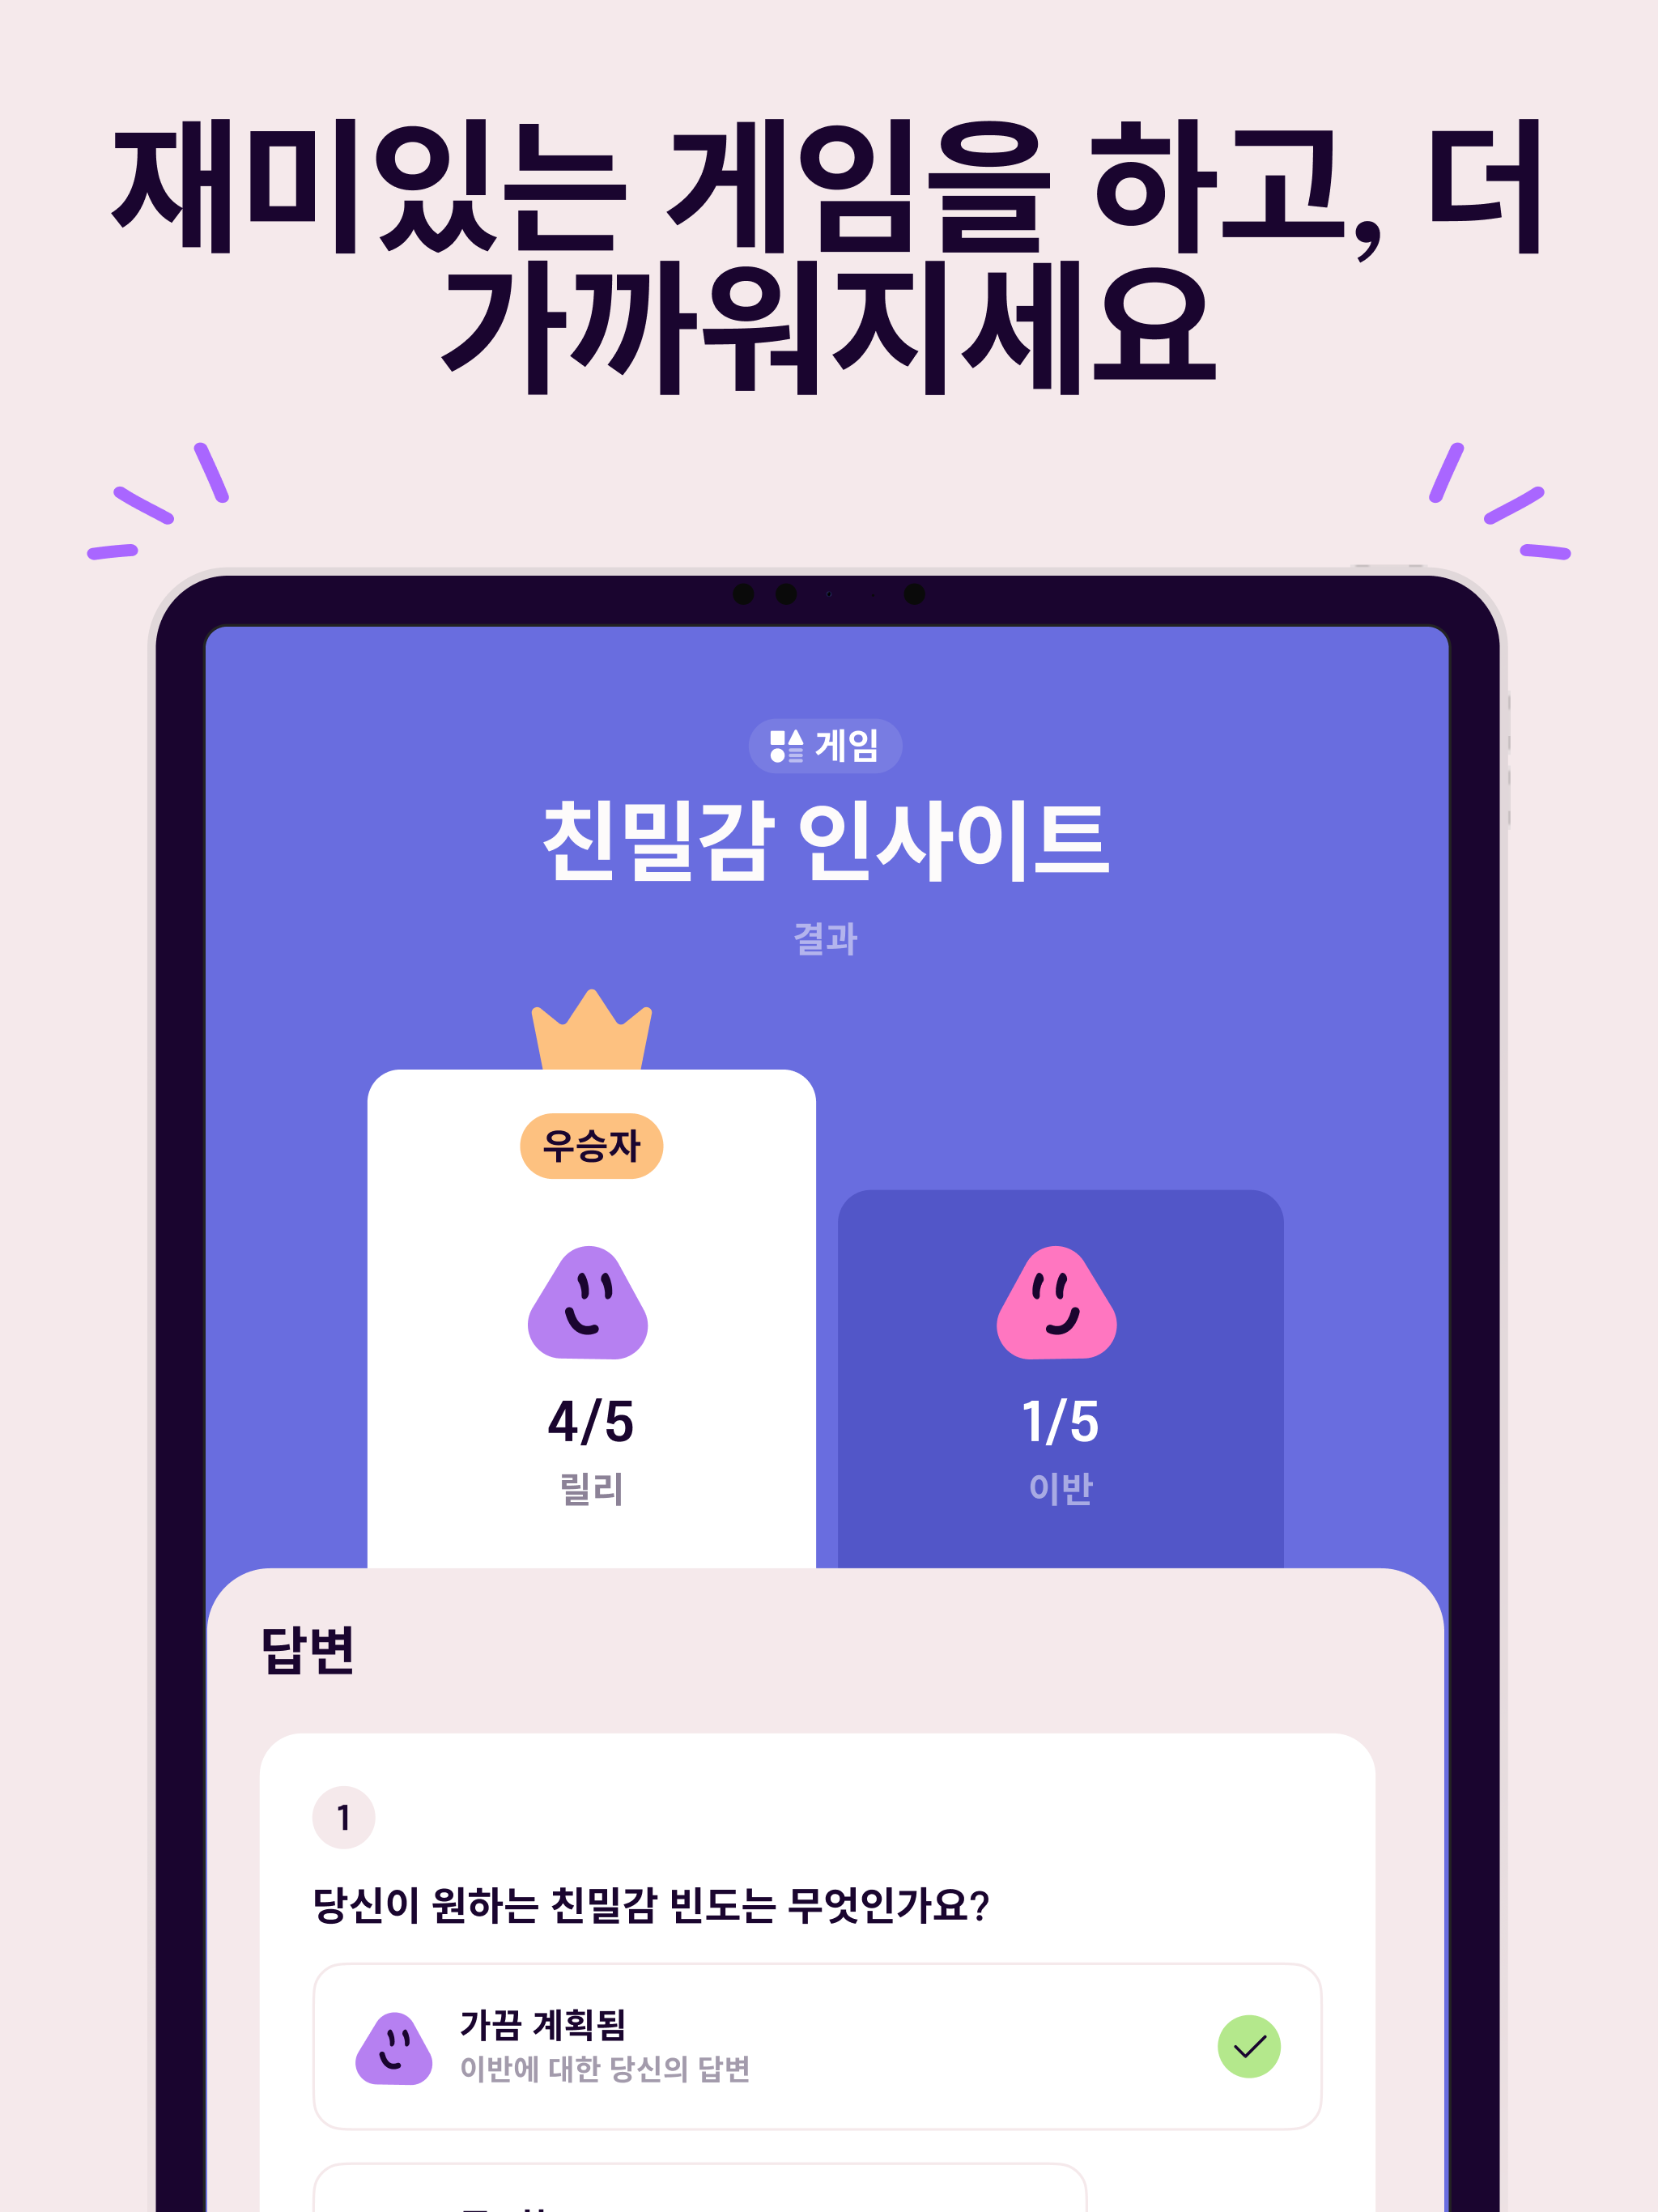 재미있는 게임을 하고, 더
가까워지세요
게임
친밀감 인사이트
결과
우승자
4/5
릴리
1/5
이반
답변
1
당신이 원하는 친밀감 빈도는 무엇인가요?
가끔 계획됨
이반에 대한 당신의 답변